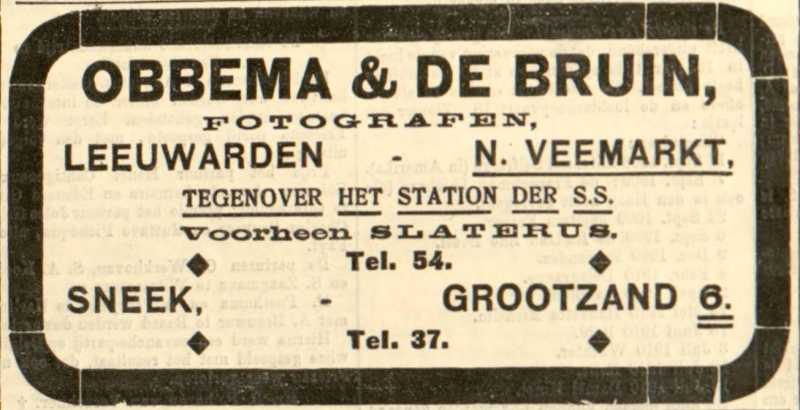 OBBEMA & DE BRUIN,
FOTOGRAFEN,
LEEUWARDEN - N. VEEMARKT,
TEGENOVER HET STATION DER S.S.
Voorheen SLATERUS.
Tel. 54.
SNEEK, - GROOTZAND 6.
Tel. 37.